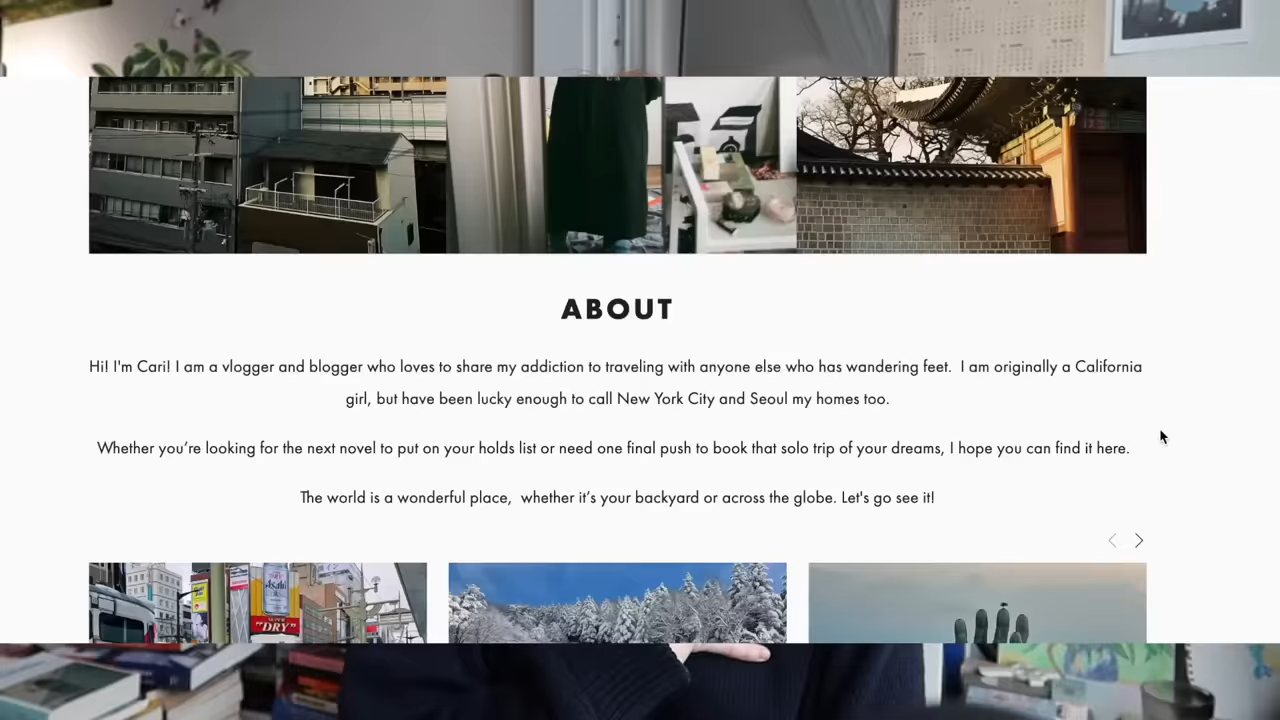 ABOUT
Hi! I'm Cari! I am a vlogger and blogger who loves to share my addiction to traveling with anyone else who has wandering feet.  I am originally a California
girl, but have been lucky enough to call New York City and Seoul my homes too.
Whether you’re looking for the next novel to put on your holds list or need one final push to book that solo trip of your dreams, I hope you can find it here.
The world is a wonderful place,  whether it’s your backyard or across the globe. Let's go see it!
Asahi
"DRY"